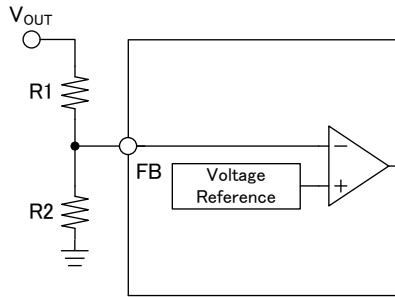 VOUT
R1
FB
−
Voltage
Reference
+
R2